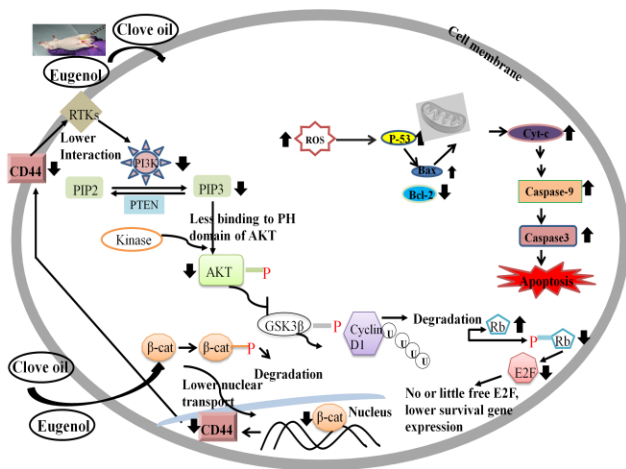 Clove oil
Eugenol
Cell membrane
RTKs
Lower
Interaction
CD44
PI3K
PIP2
PIP3
PTEN
ROS
P-53
Bax
Bcl-2
Cyt-c
Caspase-9
Caspase3
Apoptosis
Less binding to PH
domain of AKT
Kinase
AKT
P
GSK3β
P
Cyclin
D1
U
U
U
U
Degradation
Rb
P
Rb
E2F
No or little free E2F,
lower survival gene
expression
β-cat
β-cat
P
Degradation
Clove oil
Eugenol
Lower nuclear
transport
CD44
β-cat
Nucleus